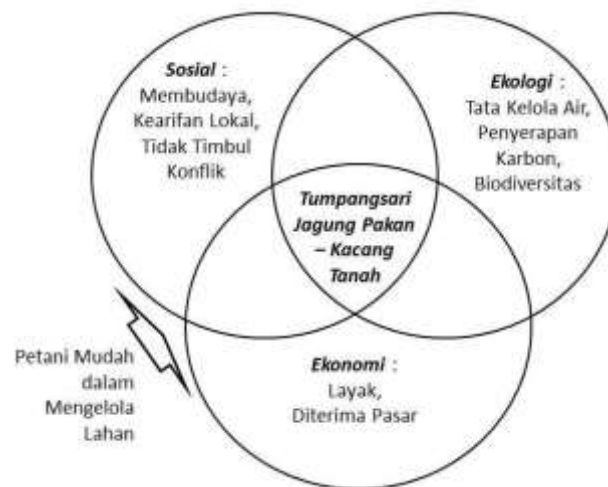 Sosial :
Membudaya,
Kearifan Lokal,
Tidak Timbul
Konflik
Ekologi :
Tata Kelola Air,
Penyerapan
Karbon,
Biodiversitas
Tumpangsari
Jagung Pakan
– Kacang
Tanah
Petani Mudah
dalam
Mengelola
Lahan
Ekonomi :
Layak,
Diterima Pasar